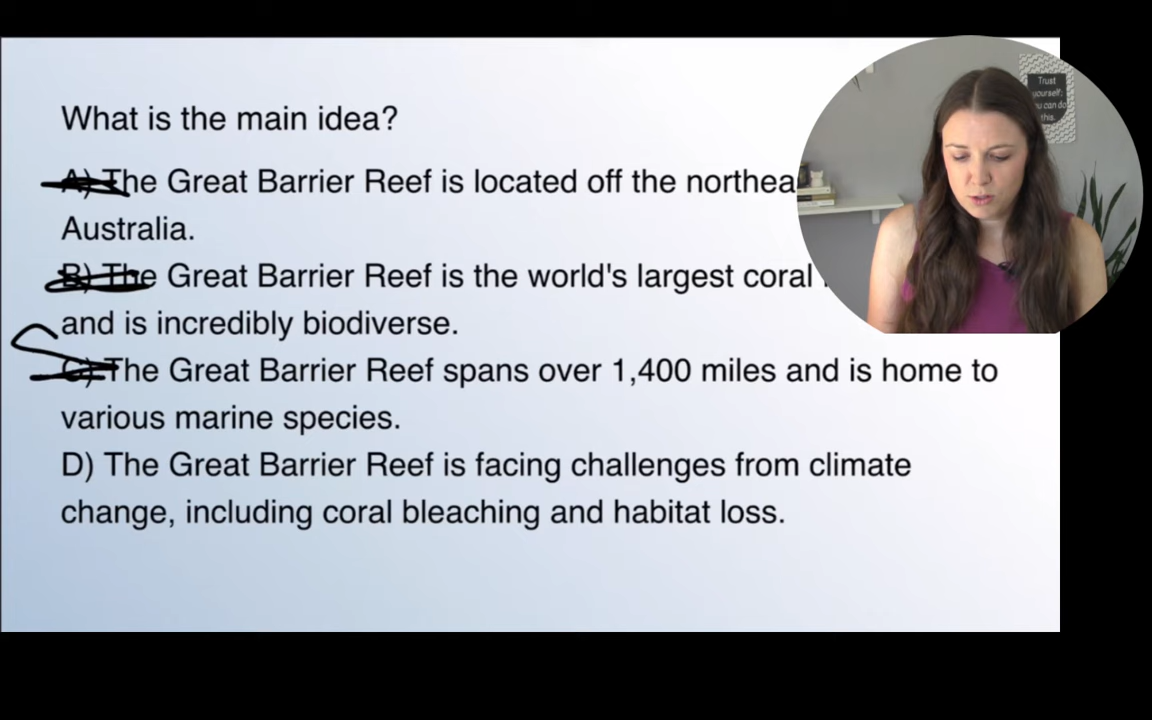 What is the main idea?
A) The Great Barrier Reef is located off the
Australia.
B) The Great Barrier Reef is the world's largest coral
and is incredibly biodiverse.
C) The Great Barrier Reef spans over 1,400 miles and is home to
various marine species.
D) The Great Barrier Reef is facing challenges from climate
change, including coral bleaching and habitat loss.
Trust
yourself;
you can do
this.